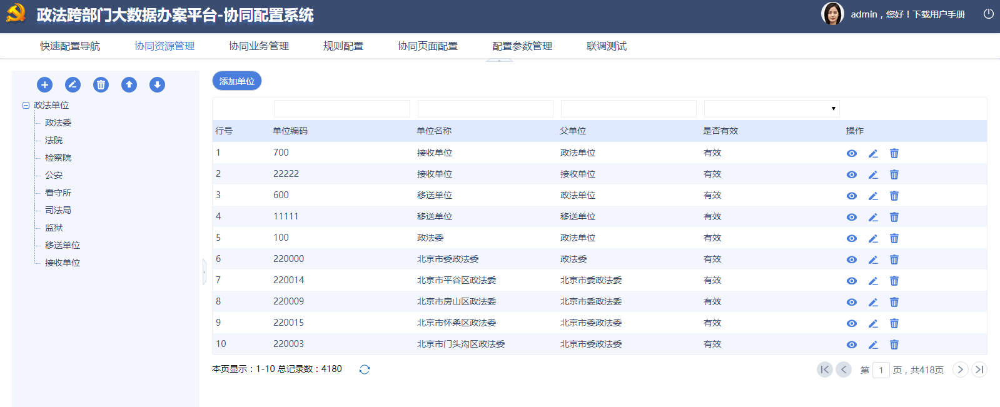 政法跨部门大数据办案平台-协同配置系统
admin，您好！下载用户手册
快速配置导航 协同资源管理 协同业务管理 规则配置 协同页面配置 配置参数管理 联调测试
添加单位
政法单位
政法委
法院
检察院
公安
看守所
司法局
监狱
移送单位
接收单位
行号 单位编码 单位名称 父单位 是否有效 操作
1 700 接收单位 政法单位 有效
2 22222 接收单位 接收单位 有效
3 600 移送单位 政法单位 有效
4 11111 移送单位 移送单位 有效
5 100 政法委 政法单位 有效
6 220000 北京市委政法委 政法委 有效
7 220014 北京市平谷区政法委 北京市委政法委 有效
8 220009 北京市房山区政法委 北京市委政法委 有效
9 220015 北京市怀柔区政法委 北京市委政法委 有效
10 220003 北京市门头沟区政法委 北京市委政法委 有效
本页显示：1-10 总记录数：4180 第 1 页，共418页